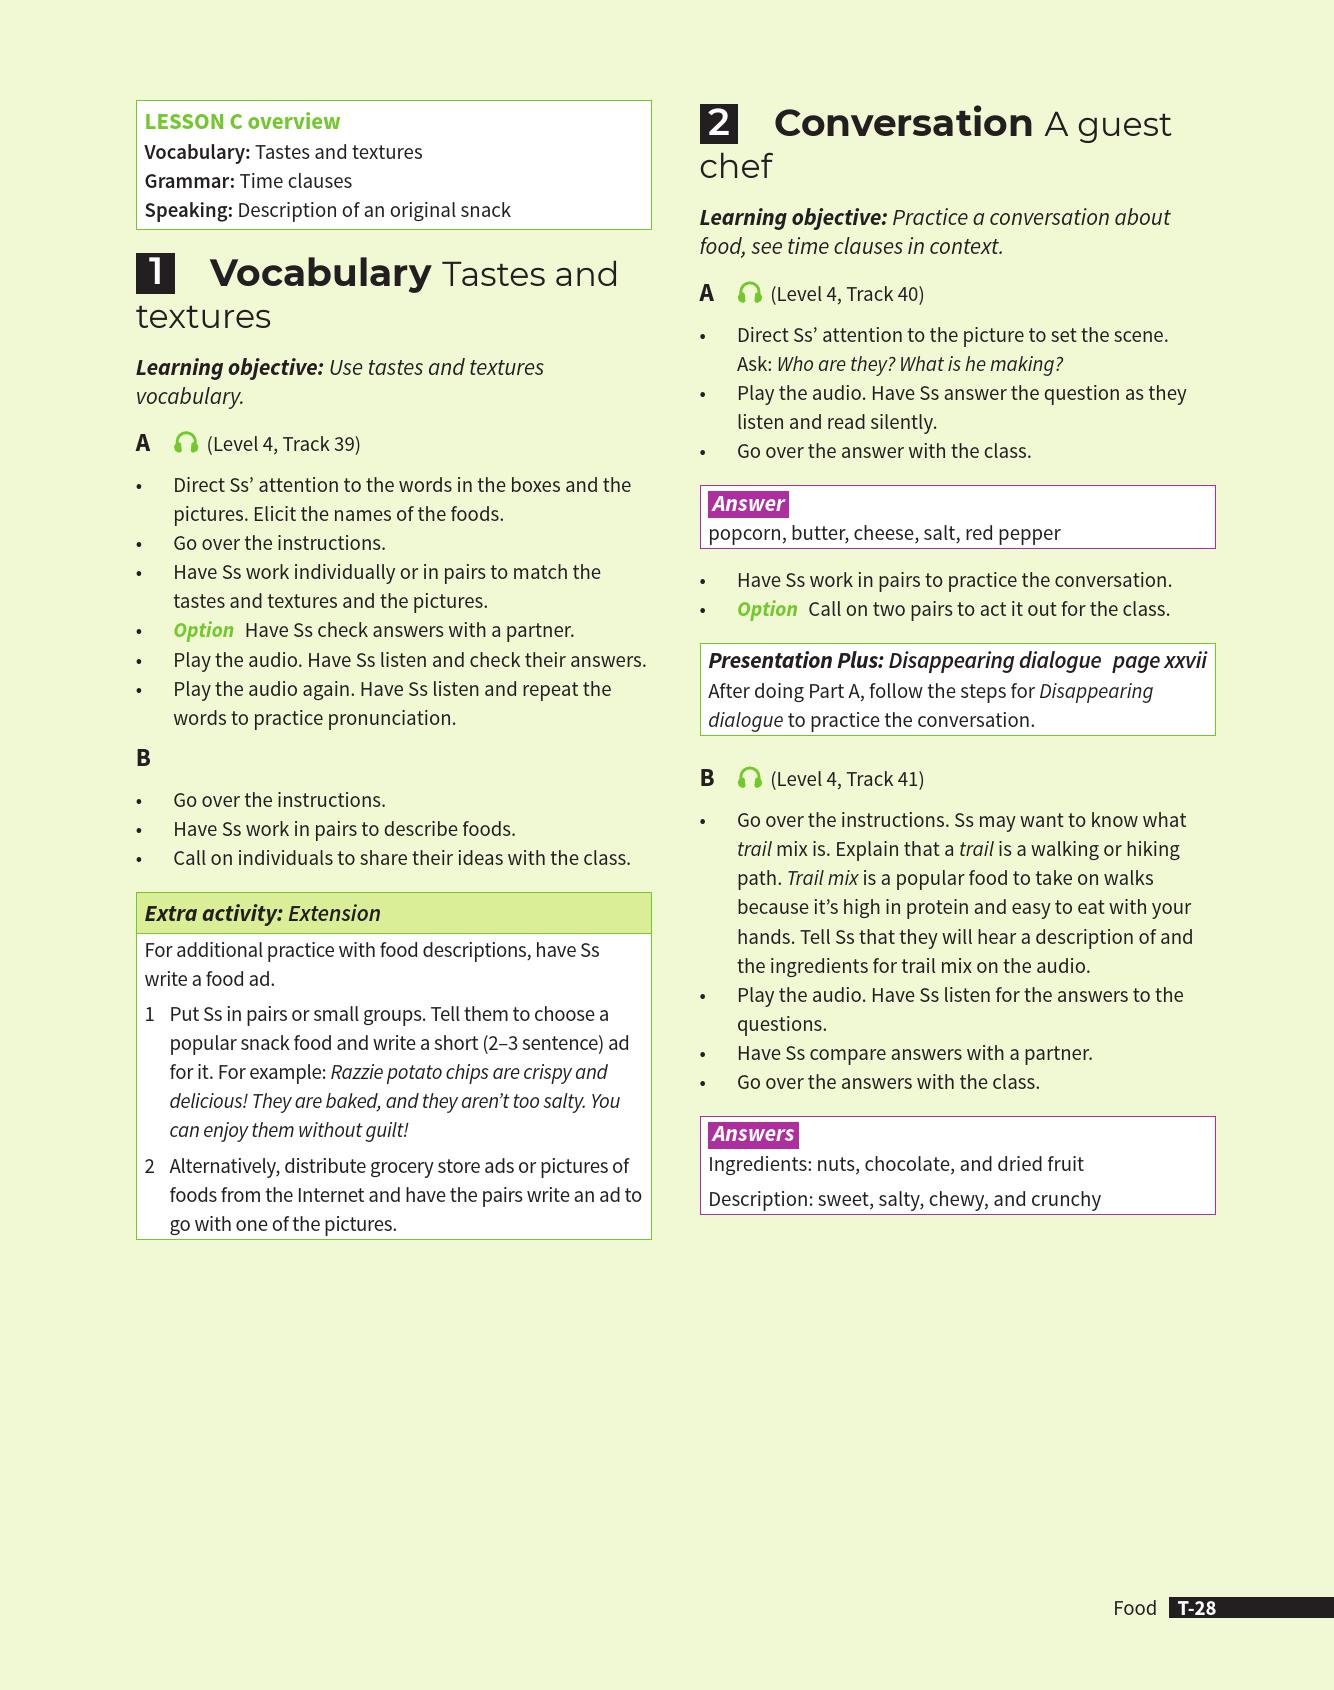 LESSON C overview
Vocabulary: Tastes and textures
Grammar: Time clauses
Speaking: Description of an original snack
1 Vocabulary Tastes and
textures
Learning objective: Use tastes and textures
vocabulary.
A (Level 4, Track 39)
• Direct Ss’ attention to the words in the boxes and the
pictures. Elicit the names of the foods.
• Go over the instructions.
• Have Ss work individually or in pairs to match the
tastes and textures and the pictures.
• Option Have Ss check answers with a partner.
• Play the audio. Have Ss listen and check their answers.
• Play the audio again. Have Ss listen and repeat the
words to practice pronunciation.
B
• Go over the instructions.
• Have Ss work in pairs to describe foods.
• Call on individuals to share their ideas with the class.
Extra activity: Extension
For additional practice with food descriptions, have Ss
write a food ad.
1 Put Ss in pairs or small groups. Tell them to choose a
popular snack food and write a short (2–3 sentence) ad
for it. For example: Razzie potato chips are crispy and
delicious! They are baked, and they aren’t too salty. You
can enjoy them without guilt!
2 Alternatively, distribute grocery store ads or pictures of
foods from the Internet and have the pairs write an ad to
go with one of the pictures.
2 Conversation A guest
chef
Learning objective: Practice a conversation about
food, see time clauses in context.
A (Level 4, Track 40)
• Direct Ss’ attention to the picture to set the scene.
Ask: Who are they? What is he making?
• Play the audio. Have Ss answer the question as they
listen and read silently.
• Go over the answer with the class.
Answer
popcorn, butter, cheese, salt, red pepper
• Have Ss work in pairs to practice the conversation.
• Option Call on two pairs to act it out for the class.
Presentation Plus: Disappearing dialogue page xxvii
After doing Part A, follow the steps for Disappearing
dialogue to practice the conversation.
B (Level 4, Track 41)
• Go over the instructions. Ss may want to know what
trail mix is. Explain that a trail is a walking or hiking
path. Trail mix is a popular food to take on walks
because it’s high in protein and easy to eat with your
hands. Tell Ss that they will hear a description of and
the ingredients for trail mix on the audio.
• Play the audio. Have Ss listen for the answers to the
questions.
• Have Ss compare answers with a partner.
• Go over the answers with the class.
Answers
Ingredients: nuts, chocolate, and dried fruit
Description: sweet, salty, chewy, and crunchy
Food T-28